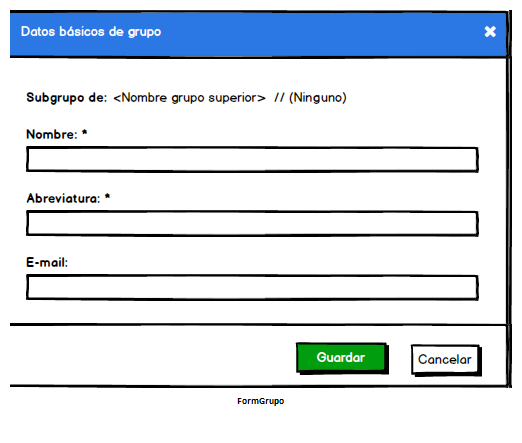 Datos básicos de grupo
Subgrupo de: <Nombre grupo superior> // (Ninguno)
Nombre: *
Abreviatura: *
E-mail:
Guardar
Cancelar
FormGrupo